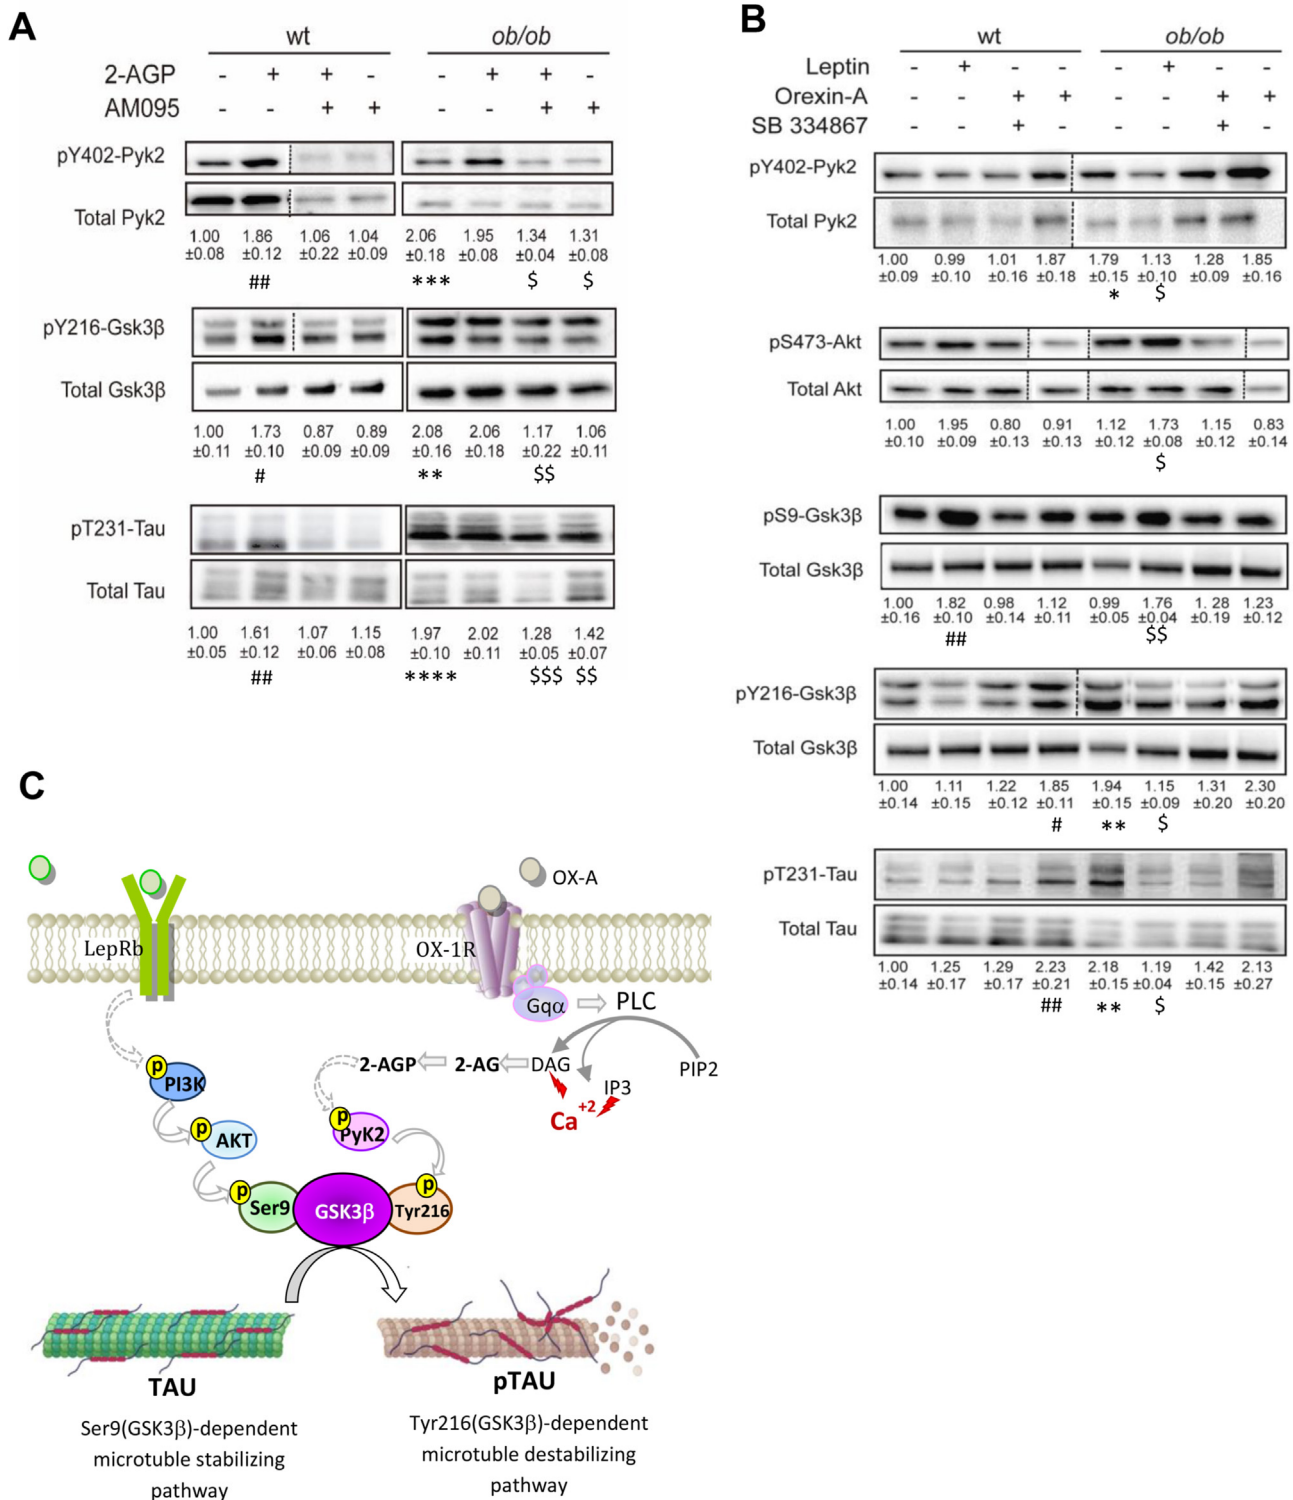 A
wt ob/ob
2-AGP - + + - - + + -
AM095 - - + + - - + +
pY402-Pyk2
Total Pyk2
1.00 1.86 1.06 1.04 2.06 1.95 1.34 1.31
±0.08 ±0.12 ±0.22 ±0.09 ±0.18 ±0.08 ±0.04 ±0.08
## *** $ $
pY216-Gsk3β
Total Gsk3β
1.00 1.73 0.87 0.89 2.08 2.06 1.17 1.06
±0.11 ±0.10 ±0.09 ±0.09 ±0.16 ±0.18 ±0.22 ±0.11
# ** $$
pT231-Tau
Total Tau
1.00 1.61 1.07 1.15 1.97 2.02 1.28 1.42
±0.05 ±0.12 ±0.06 ±0.08 ±0.10 ±0.11 ±0.05 ±0.07
## **** $$$ $$
B
wt ob/ob
Leptin - + - - - + - -
Orexin-A - - + + - - + +
SB 334867 - - + - - - + -
pY402-Pyk2
Total Pyk2
1.00 0.99 1.01 1.87 1.79 1.13 1.28 1.85
±0.09 ±0.10 ±0.16 ±0.18 ±0.15 ±0.10 ±0.09 ±0.16
* $
pS473-Akt
Total Akt
1.00 1.95 0.80 0.91 1.12 1.73 1.15 0.83
±0.10 ±0.09 ±0.13 ±0.13 ±0.12 ±0.08 ±0.12 ±0.14
$
pS9-Gsk3β
Total Gsk3β
1.00 1.82 0.98 1.12 0.99 1.76 1. 28 1.23
±0.16 ±0.10 ±0.14 ±0.11 ±0.05 ±0.04 ±0.19 ±0.12
## $$
pY216-Gsk3β
Total Gsk3β
1.00 1.11 1.22 1.85 1.94 1.15 1.31 2.30
±0.14 ±0.15 ±0.12 ±0.11 ±0.15 ±0.09 ±0.20 ±0.20
# ** $
pT231-Tau
Total Tau
1.00 1.25 1.29 2.23 2.18 1.19 1.42 2.13
±0.14 ±0.17 ±0.17 ±0.21 ±0.15 ±0.04 ±0.15 ±0.27
## ** $
C
OX-A
LepRb OX-1R
Gqα PLC
2-AGP 2-AG DAG PIP2
IP3
Ca+2
p PI3K
p PyK2
p AKT
p Ser9 GSK3β p Tyr216
TAU
pTAU
Ser9(GSK3β)-dependent
microtuble stabilizing
pathway
Tyr216(GSK3β)-dependent
microtuble destabilizing
pathway